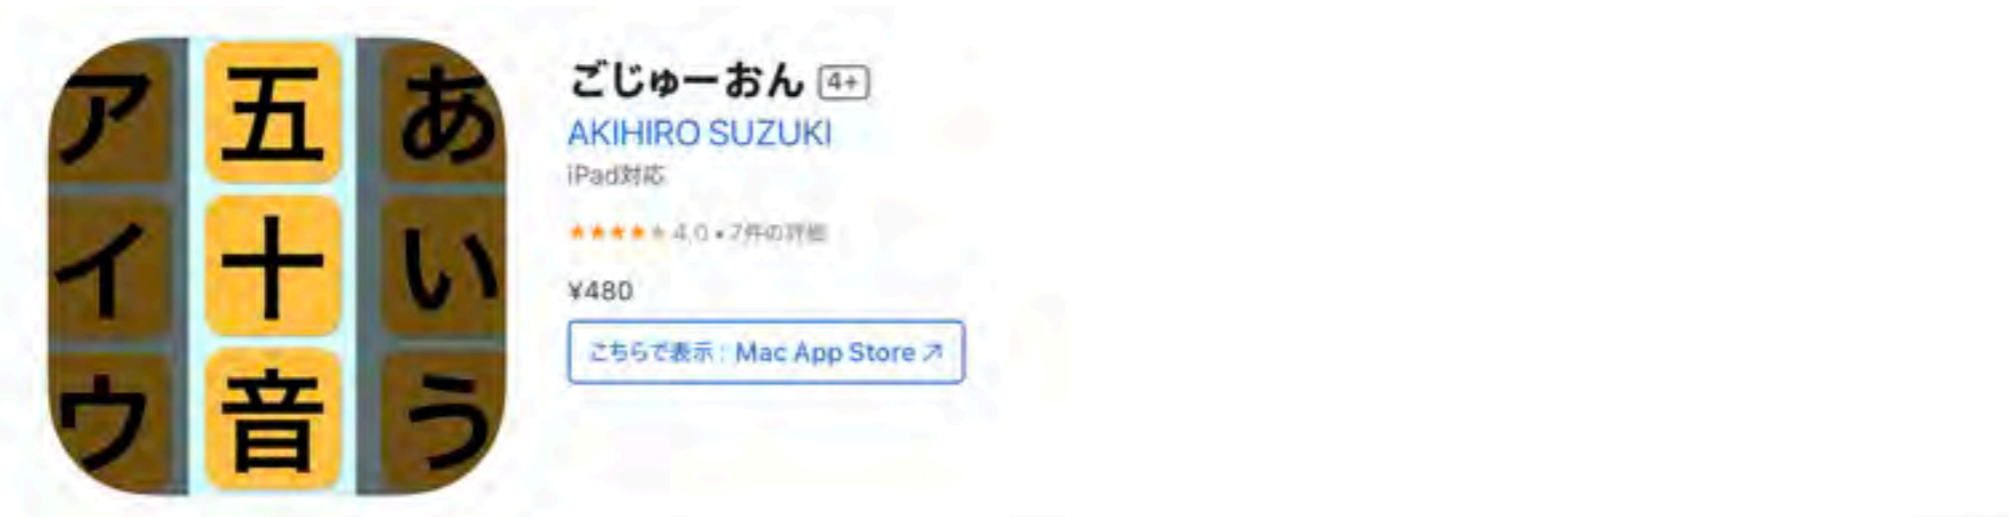 ア 五 あ
イ 十 い
ウ 音 う
ごじゅーおん 4+
AKIHIRO SUZUKI
iPad対応
★★★★★ 4.0 • 7件の評価
¥480
こちらで表示：Mac App Store ↗